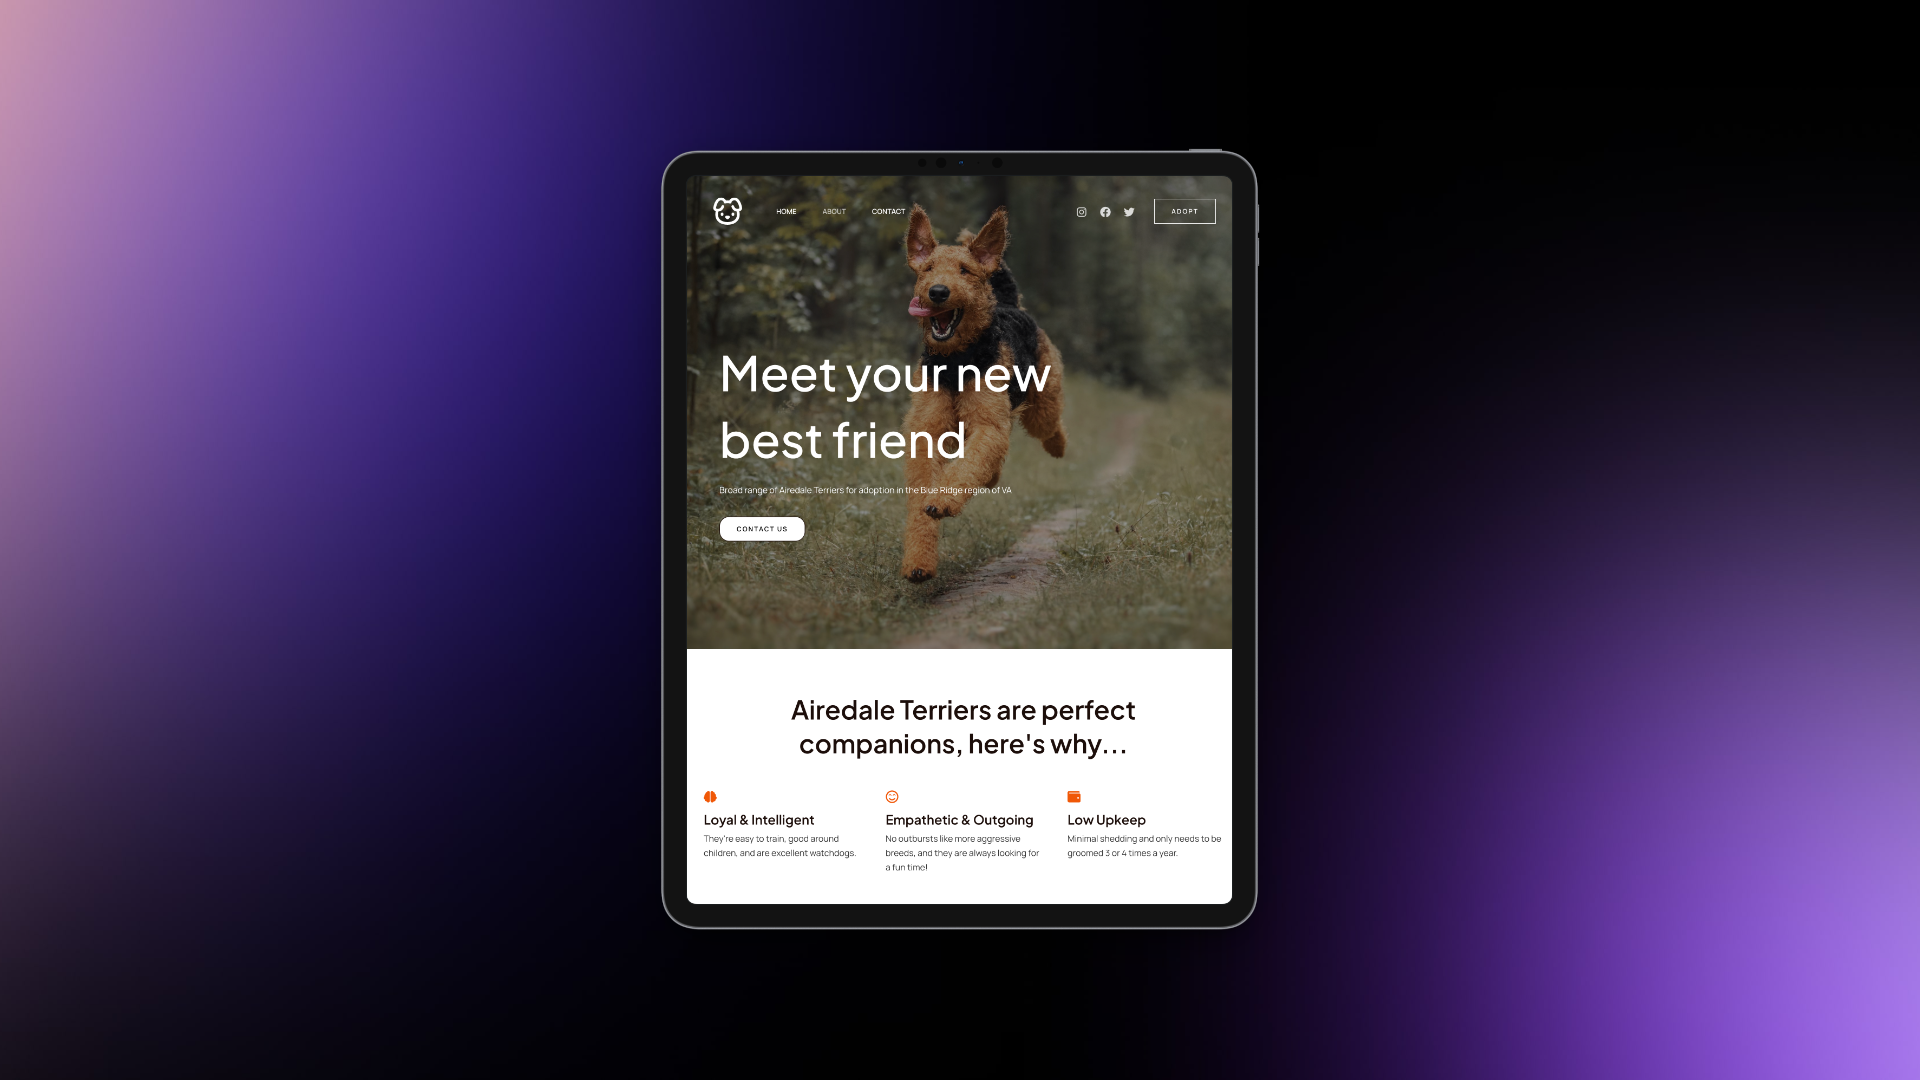 HOME ABOUT CONTACT ADOPT
Meet your new
best friend
Broad range of Airedale Terriers for adoption in the Blue Ridge region of VA
CONTACT US
Airedale Terriers are perfect
companions, here's why...
Loyal & Intelligent
They're easy to train, good around
children, and are excellent watchdogs.
Empathetic & Outgoing
No outbursts like more aggressive
breeds, and they are always looking for
a fun time!
Low Upkeep
Minimal shedding and only needs to be
groomed 3 or 4 times a year.